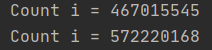 Count i = 467015545
Count i = 572220168